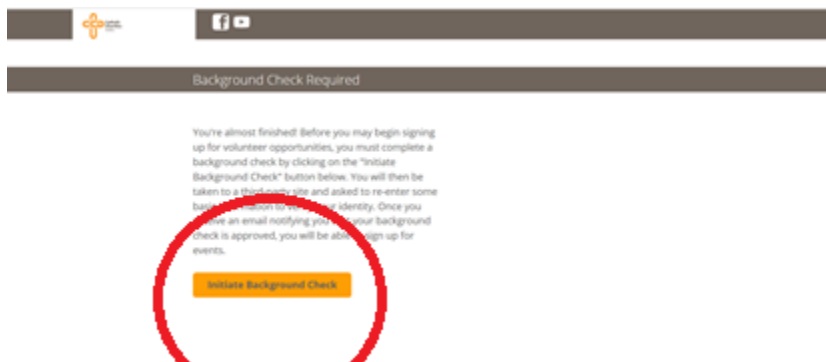 Background Check Required
You're almost finished! Before you may begin signing
up for volunteer opportunities, you must complete a
background check by clicking on the "Initiate
Background Check" button below. You will then be
taken to a third-party site and asked to re-enter some
basic to your identity. Once you
an email notifying you your background
check is approved, you will be able sign up for
events.
Initiate Background Check